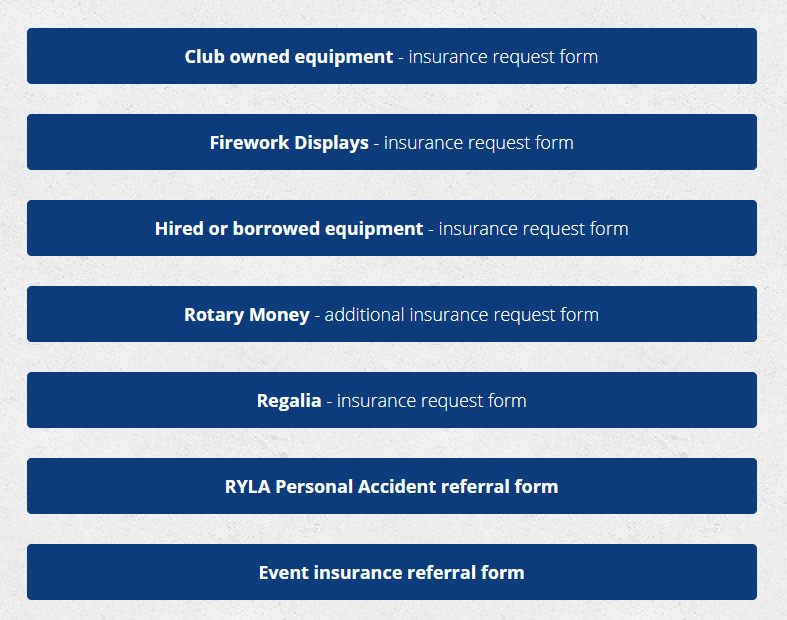 Club owned equipment - insurance request form
Firework Displays - insurance request form
Hired or borrowed equipment - insurance request form
Rotary Money - additional insurance request form
Regalia - insurance request form
RYLA Personal Accident referral form
Event insurance referral form